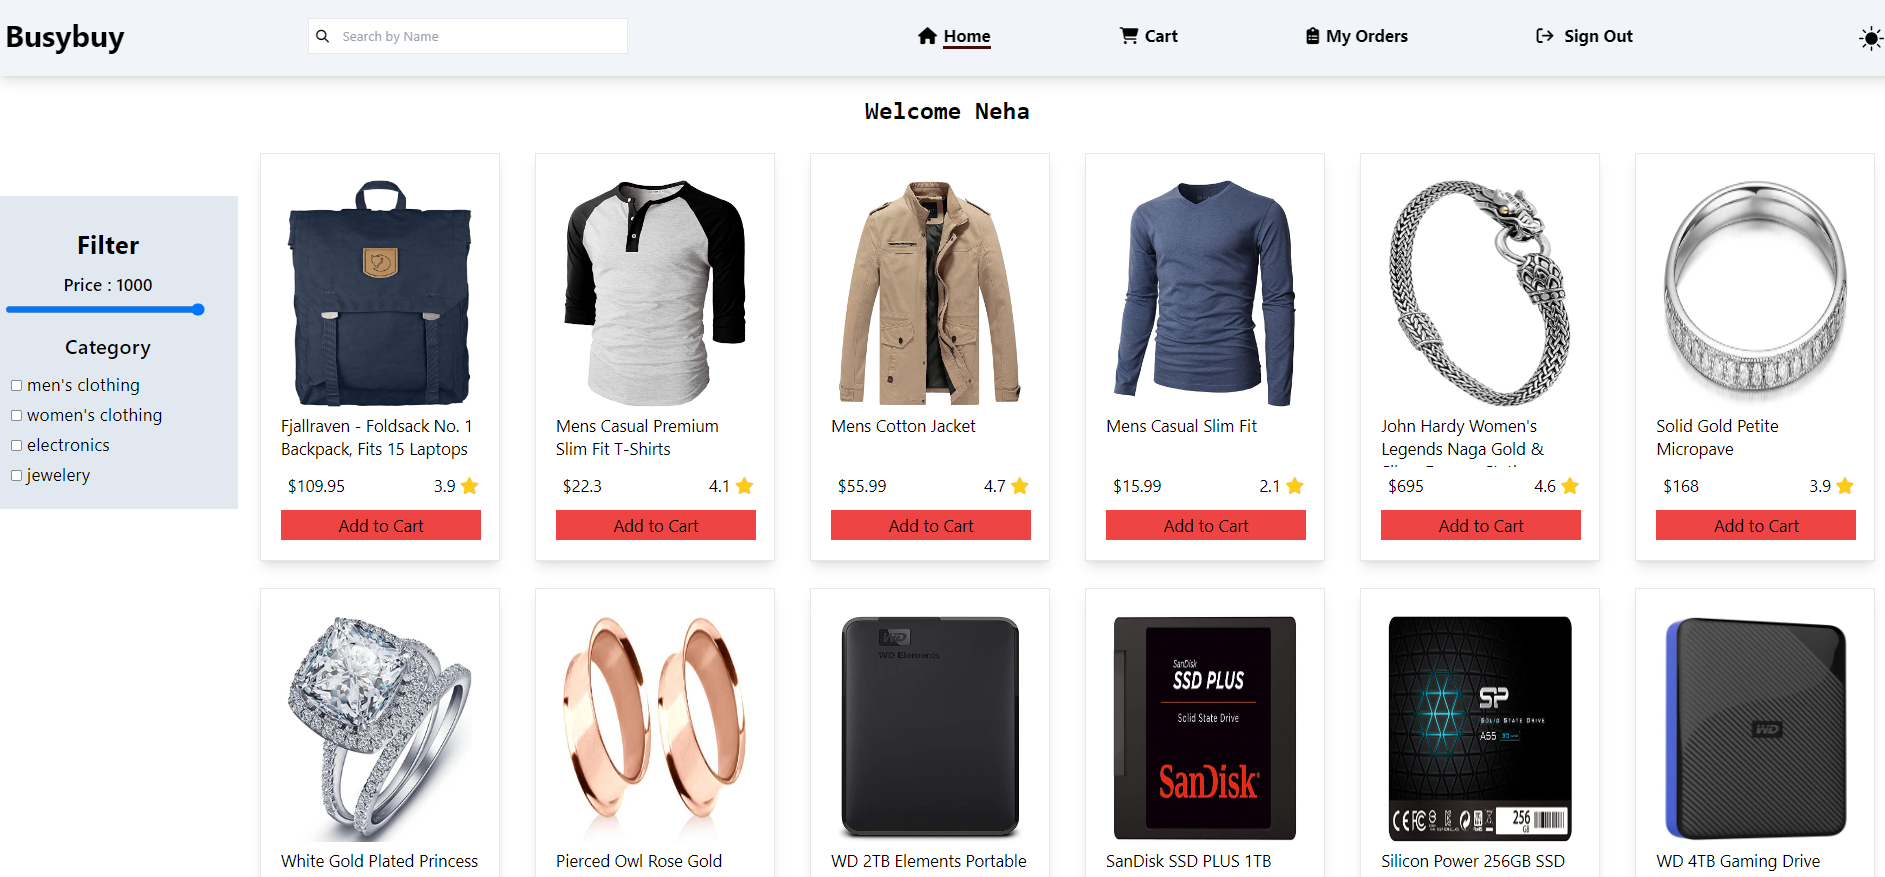 Busybuy
Search by Name
Home
Cart
My Orders
Sign Out
Welcome Neha
Filter
Price : 1000
Category
men's clothing
women's clothing
electronics
jewelery
Fjallraven - Foldsack No. 1
Backpack, Fits 15 Laptops
$109.95
3.9
Add to Cart
Mens Casual Premium
Slim Fit T-Shirts
$22.3
4.1
Add to Cart
Mens Cotton Jacket
$55.99
4.7
Add to Cart
Mens Casual Slim Fit
$15.99
2.1
Add to Cart
John Hardy Women's
Legends Naga Gold &
$695
4.6
Add to Cart
Solid Gold Petite
Micropave
$168
3.9
Add to Cart
White Gold Plated Princess
Pierced Owl Rose Gold
WD
WD Elements
WD 2TB Elements Portable
SanDisk
SSD PLUS
Solid State Drive
SanDisk
SanDisk SSD PLUS 1TB
SP
SOLID STATE DRIVE
A55
256
GB
Silicon Power 256GB SSD
WD
WD 4TB Gaming Drive